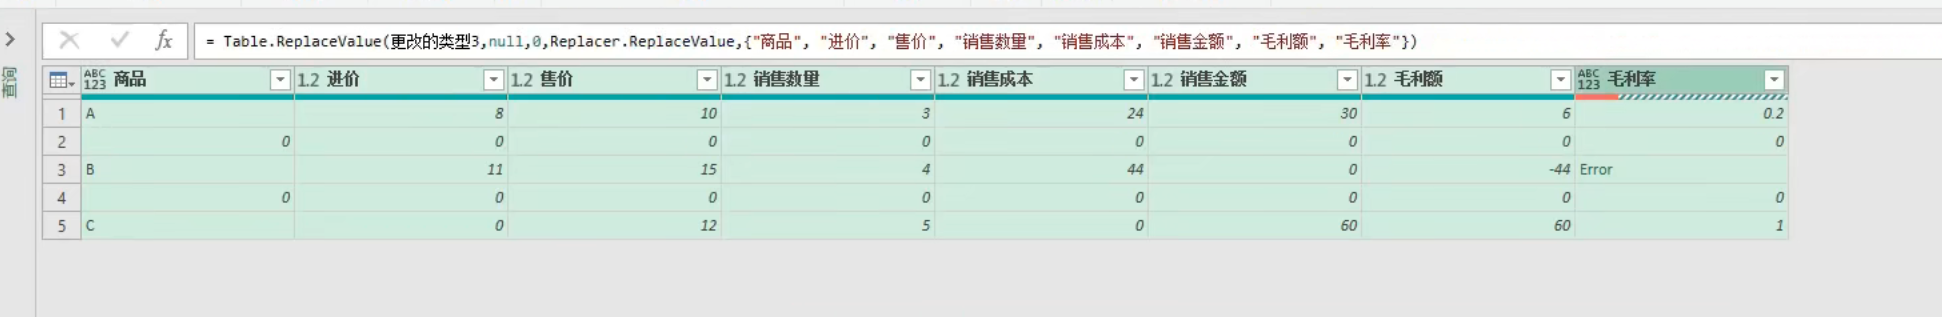 fx = Table.ReplaceValue(更改的类型3,null,0,Replacer.ReplaceValue,{"商品", "进价", "售价", "销售数量", "销售成本", "销售金额", "毛利额", "毛利率"})
查询
ABC 123 商品 1.2 进价 1.2 售价 1.2 销售数量 1.2 销售成本 1.2 销售金额 1.2 毛利额 ABC 123 毛利率
1 A 8 10 3 24 30 6 0.2
2 0 0 0 0 0 0 0 0
3 B 11 15 4 44 0 -44 Error
4 0 0 0 0 0 0 0 0
5 C 0 12 5 0 60 60 1